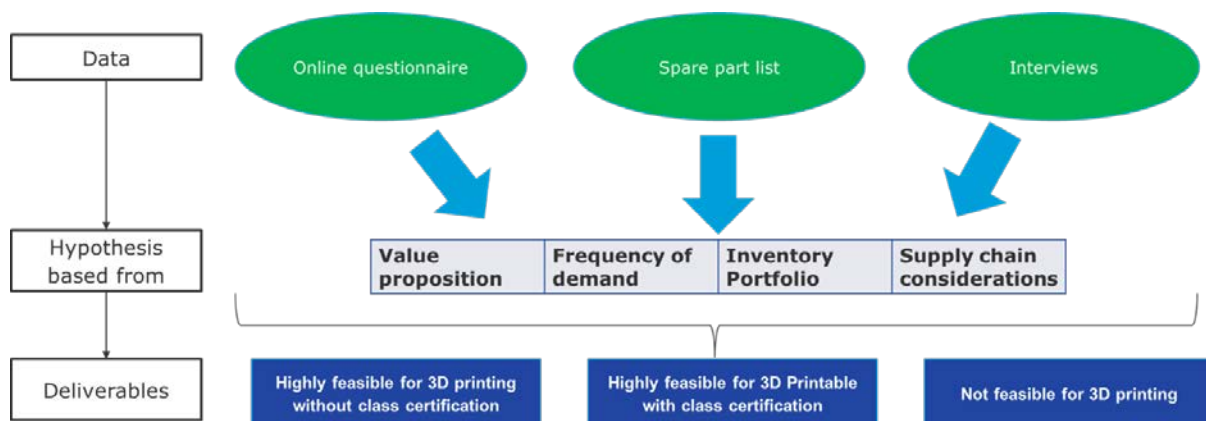 Data
Online questionnaire
Spare part list
Interviews
Hypothesis
based from
Value
proposition
Frequency of
demand
Inventory
Portfolio
Supply chain
considerations
Deliverables
Highly feasible for 3D printing
without class certification
Highly feasible for 3D Printable
with class certification
Not feasible for 3D printing